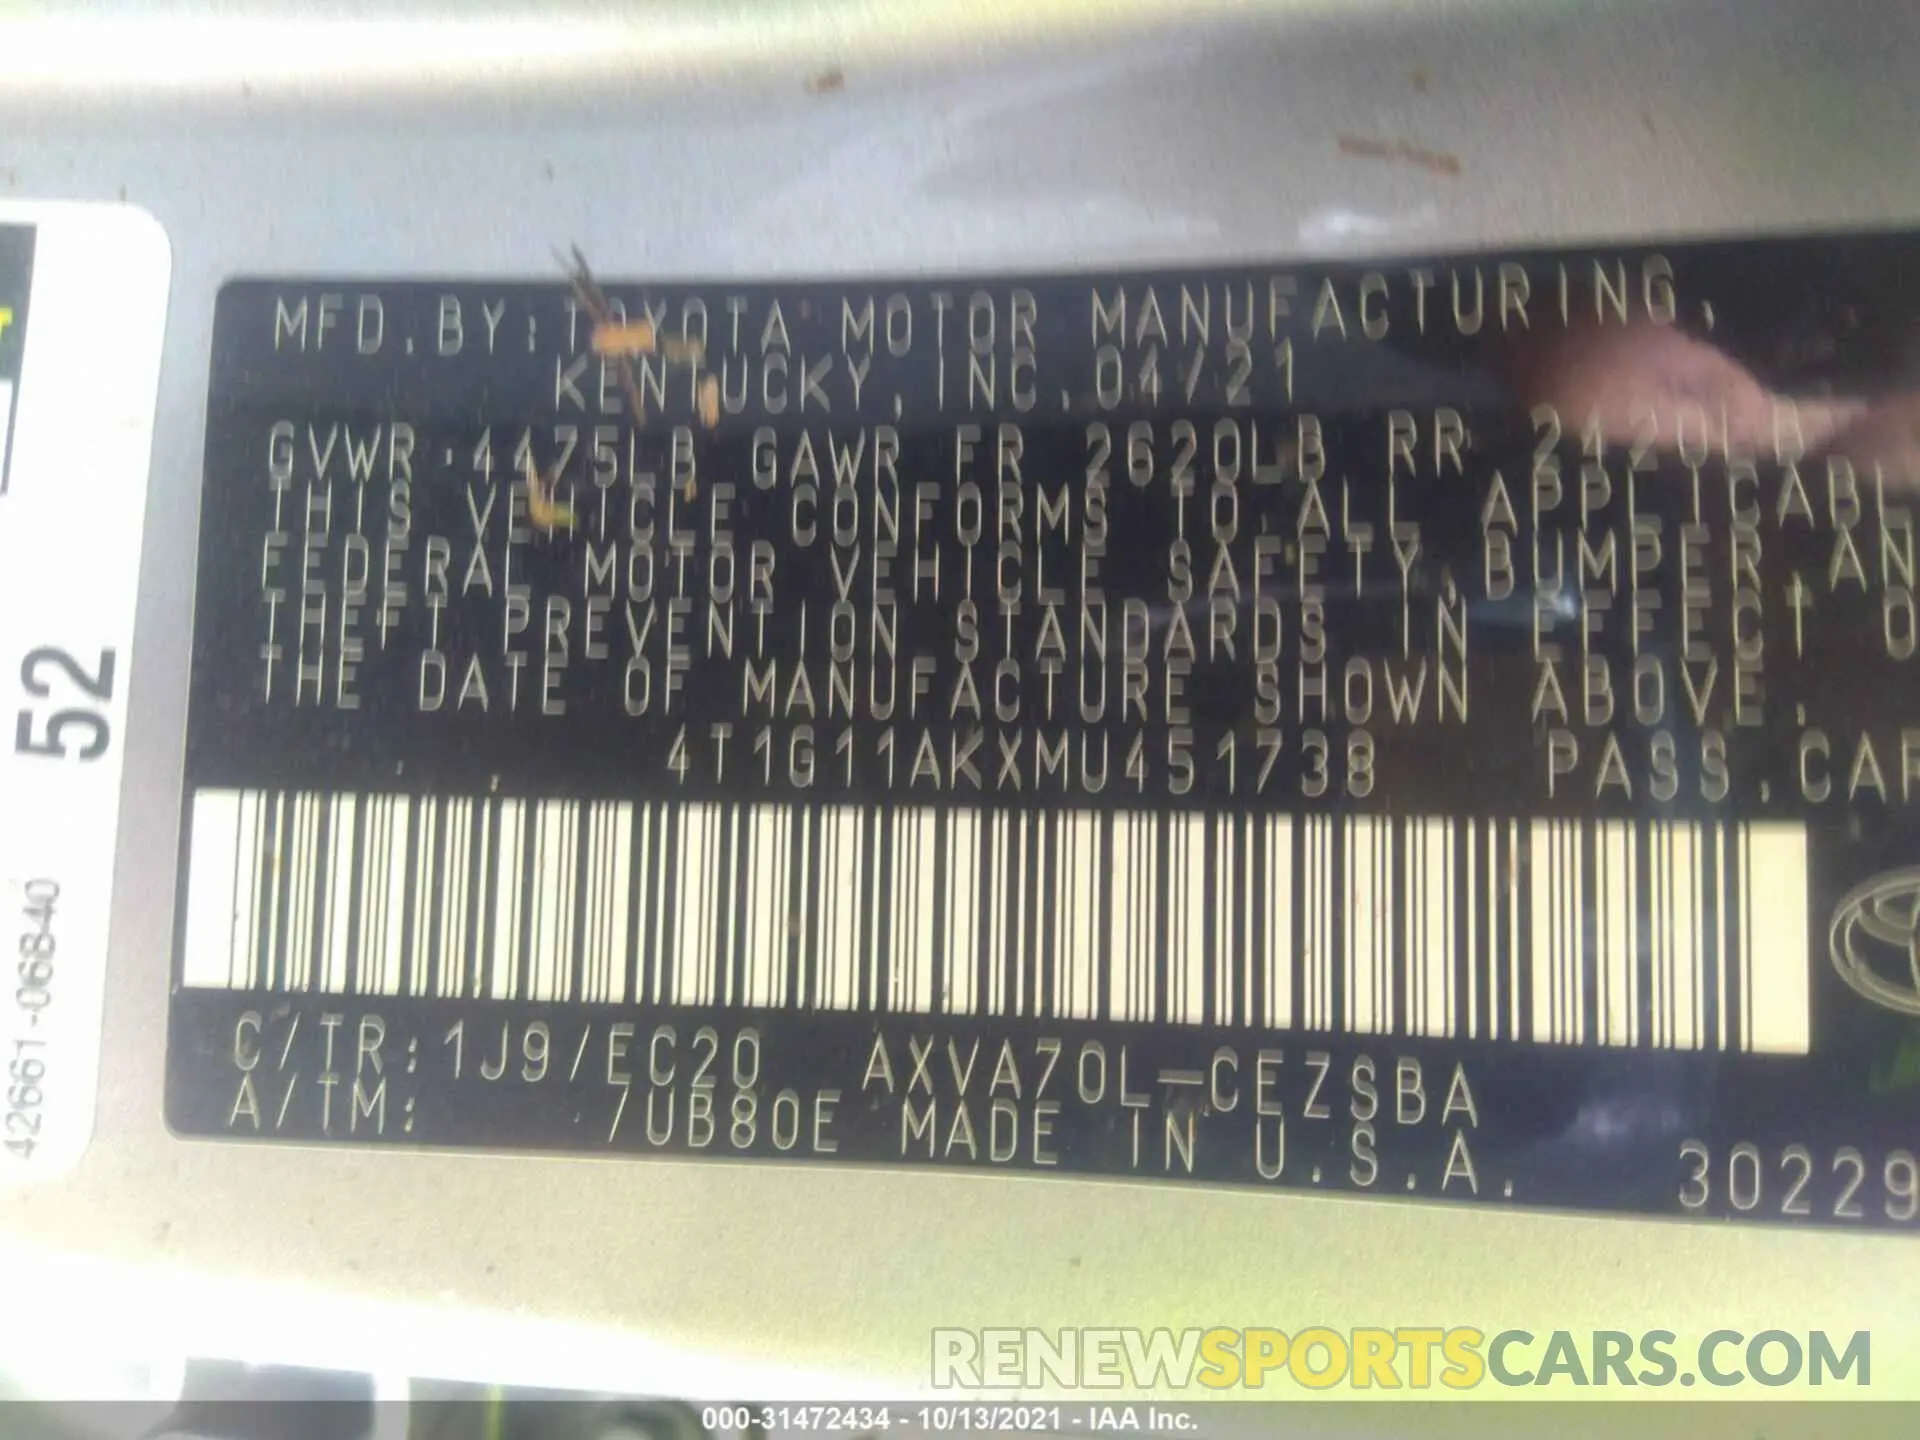 MFD.BY:TOYOTA MOTOR MANUFACTURING,
KENTUCKY, INC. 04/21
GVWR 4475LB GAWR FR 2620LB RR 2420LB
THIS VEHICLE CONFORMS TO ALL APPLICABL
FEDERAL MOTOR VEHICLE SAFETY, BUMPER, AN
THEFT PREVENTION STANDARDS IN EFFECT O
THE DATE OF MANUFACTURE SHOWN ABOVE.
4T1G11AKXMU451738 PASS.CAR
C/TR:1J9/EC20 AXVA70L-CEZSBA
A/TM: /UB80E MADE IN U.S.A. 30229
52
42661-06B40
RENEWSPORTSCARS.COM
000-31472434 - 10/13/2021 - IAA Inc.